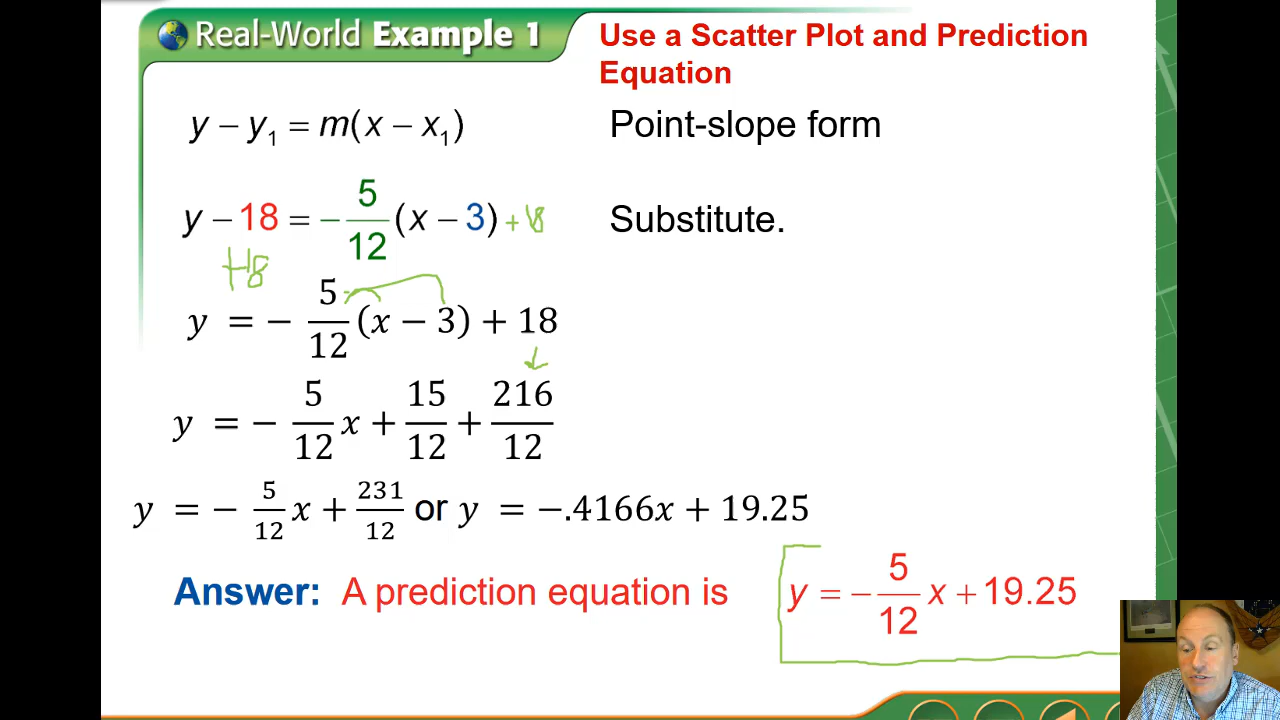 Real-World Example 1
Use a Scatter Plot and Prediction
Equation
y − y₁ = m(x − x₁)
Point-slope form
y − 18 = − 5/12 (x − 3) + 18
Substitute.
+18
y = − 5/12 (x − 3) + 18
y = − 5/12 x + 15/12 + 216/12
y = − 5/12 x + 231/12 or y = −.4166x + 19.25
Answer: A prediction equation is y = − 5/12 x + 19.25